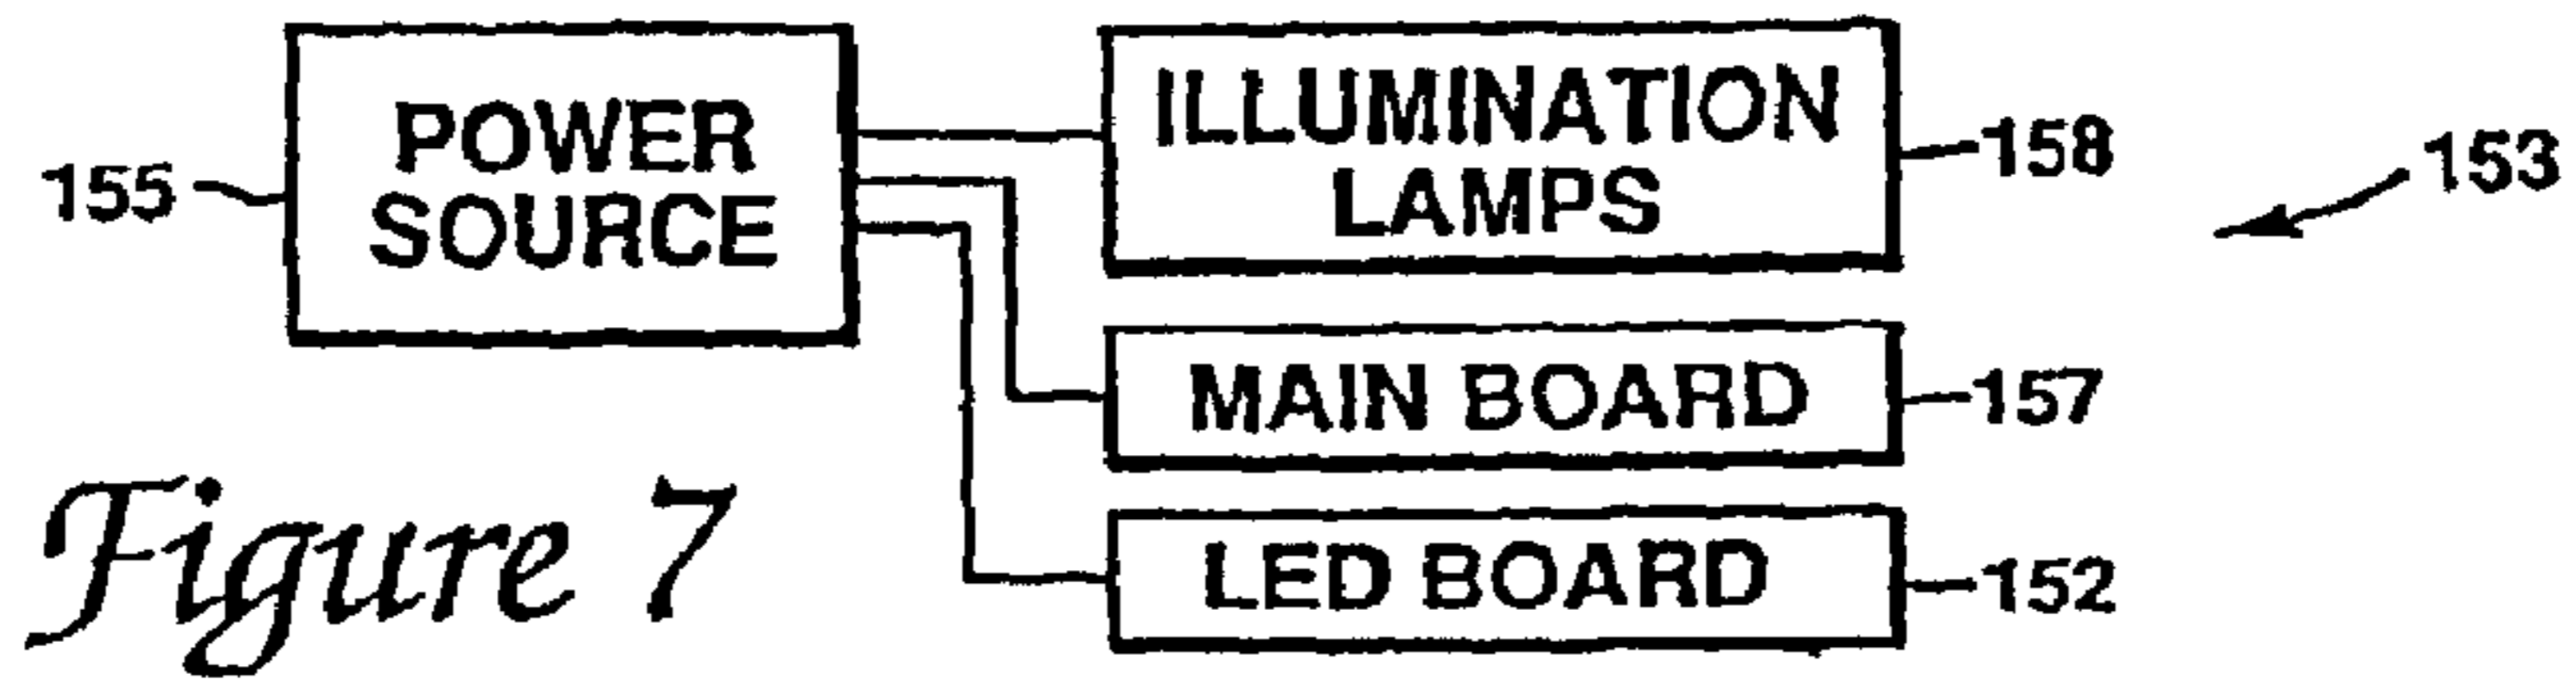 POWER
SOURCE
155
ILLUMINATION
LAMPS
158
153
MAIN BOARD
157
LED BOARD
152
Figure 7